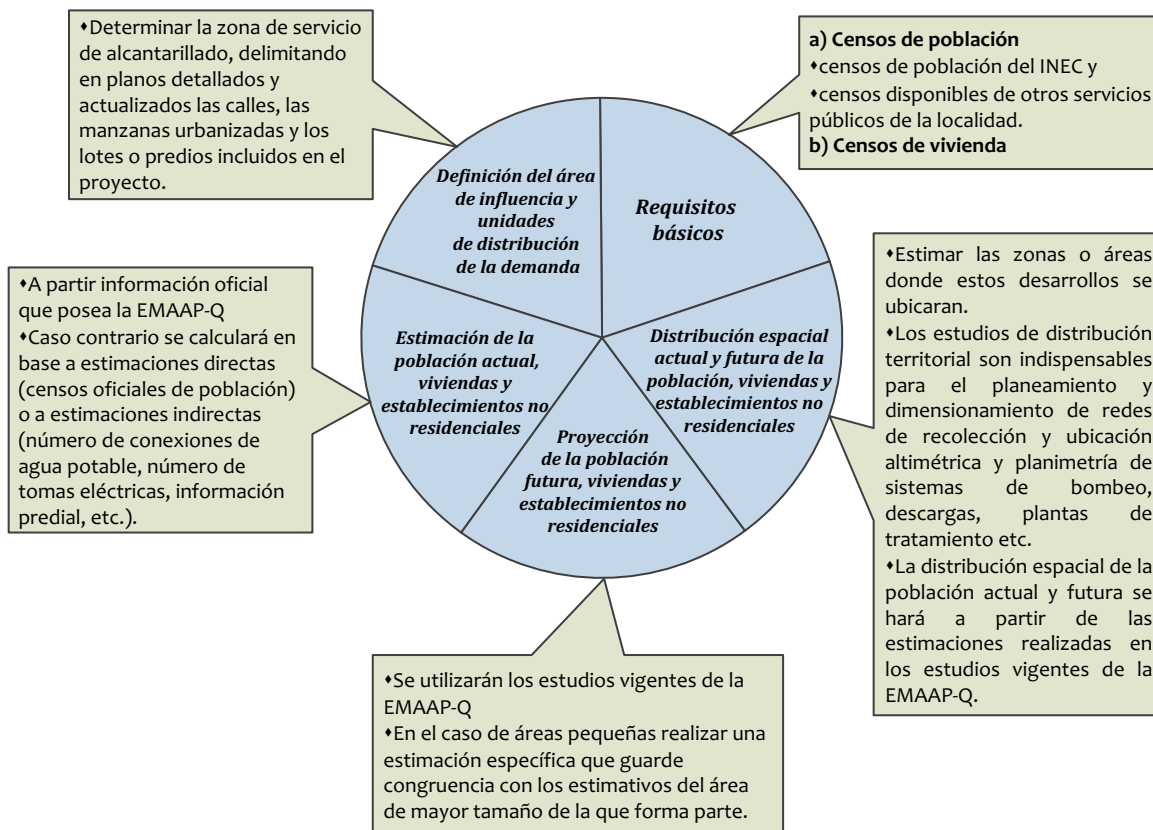 ♦Determinar la zona de servicio
de alcantarillado, delimitando
en planos detallados y
actualizados las calles, las
manzanas urbanizadas y los
lotes o predios incluidos en el
proyecto.
a) Censos de población
♦censos de población del INEC y
♦censos disponibles de otros servicios
públicos de la localidad.
b) Censos de vivienda
Definición del área
de influencia y
unidades
de distribución
de la demanda
Requisitos
básicos
♦A partir información oficial
que posea la EMAAP-Q
♦Caso contrario se calculará en
base a estimaciones directas
(censos oficiales de población)
o a estimaciones indirectas
(número de conexiones de
agua potable, número de
tomas eléctricas, información
predial, etc.).
Estimación de la
población actual,
viviendas y
establecimientos no
residenciales
Distribución espacial
actual y futura de la
población, viviendas y
establecimientos no
residenciales
♦Estimar las zonas o áreas
donde estos desarrollos se
ubicaran.
♦Los estudios de distribución
territorial son indispensables
para el planeamiento y
dimensionamiento de redes
de recolección y ubicación
altimétrica y planimetría de
sistemas de bombeo,
descargas, plantas de
tratamiento etc.
♦La distribución espacial de la
población actual y futura se
hará a partir de las
estimaciones realizadas en
los estudios vigentes de la
EMAAP-Q.
Proyección
de la población
futura, viviendas y
establecimientos no
residenciales
♦Se utilizarán los estudios vigentes de la
EMAAP-Q
♦En el caso de áreas pequeñas realizar una
estimación específica que guarde
congruencia con los estimativos del área
de mayor tamaño de la que forma parte.